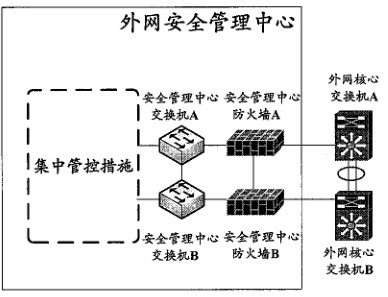 外网安全管理中心
外网核心
交换机A
安全管理中心
交换机A
安全管理中心
防火墙A
集中管控措施
安全管理中心
交换机B
安全管理中心
防火墙B
外网核心
交换机B